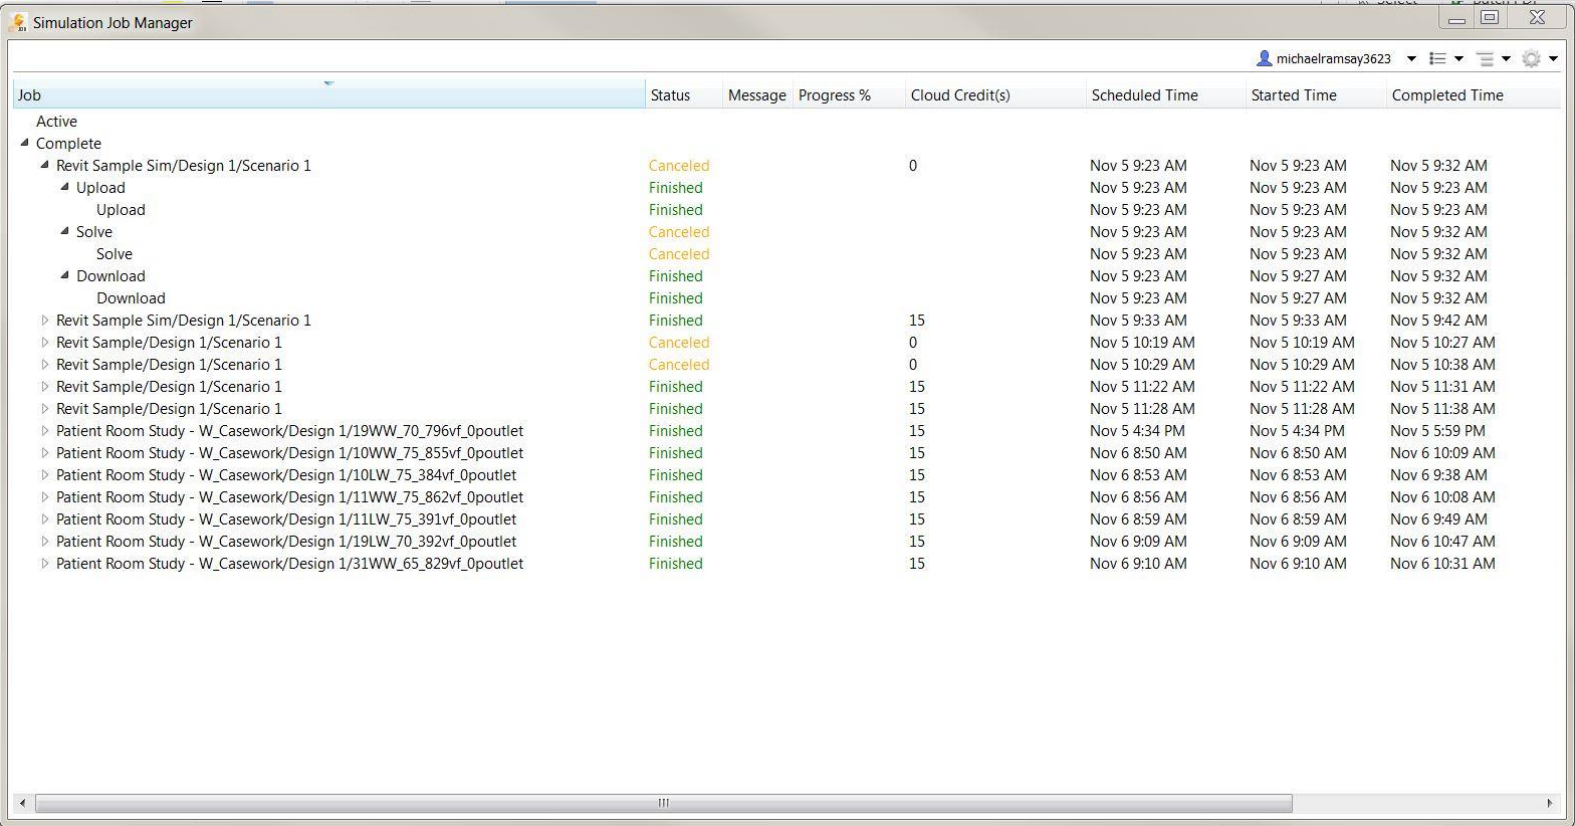 Simulation Job Manager
michaelramsay3623
Job Status Message Progress % Cloud Credit(s) Scheduled Time Started Time Completed Time
Active
Complete
Revit Sample Sim/Design 1/Scenario 1 Canceled 0 Nov 5 9:23 AM Nov 5 9:23 AM Nov 5 9:32 AM
Upload Finished Nov 5 9:23 AM Nov 5 9:23 AM Nov 5 9:23 AM
Upload Finished Nov 5 9:23 AM Nov 5 9:23 AM Nov 5 9:23 AM
Solve Canceled Nov 5 9:23 AM Nov 5 9:23 AM Nov 5 9:32 AM
Solve Canceled Nov 5 9:23 AM Nov 5 9:23 AM Nov 5 9:32 AM
Download Finished Nov 5 9:23 AM Nov 5 9:27 AM Nov 5 9:32 AM
Download Finished Nov 5 9:23 AM Nov 5 9:27 AM Nov 5 9:32 AM
Revit Sample Sim/Design 1/Scenario 1 Finished 15 Nov 5 9:33 AM Nov 5 9:33 AM Nov 5 9:42 AM
Revit Sample/Design 1/Scenario 1 Canceled 0 Nov 5 10:19 AM Nov 5 10:19 AM Nov 5 10:27 AM
Revit Sample/Design 1/Scenario 1 Canceled 0 Nov 5 10:29 AM Nov 5 10:29 AM Nov 5 10:38 AM
Revit Sample/Design 1/Scenario 1 Finished 15 Nov 5 11:22 AM Nov 5 11:22 AM Nov 5 11:31 AM
Revit Sample/Design 1/Scenario 1 Finished 15 Nov 5 11:28 AM Nov 5 11:28 AM Nov 5 11:38 AM
Patient Room Study - W_Casework/Design 1/19WW_70_796vf_0poutlet Finished 15 Nov 5 4:34 PM Nov 5 4:34 PM Nov 5 5:59 PM
Patient Room Study - W_Casework/Design 1/10WW_75_855vf_0poutlet Finished 15 Nov 6 8:50 AM Nov 6 8:50 AM Nov 6 10:09 AM
Patient Room Study - W_Casework/Design 1/10LW_75_384vf_0poutlet Finished 15 Nov 6 8:53 AM Nov 6 8:53 AM Nov 6 9:38 AM
Patient Room Study - W_Casework/Design 1/11WW_75_862vf_0poutlet Finished 15 Nov 6 8:56 AM Nov 6 8:56 AM Nov 6 10:08 AM
Patient Room Study - W_Casework/Design 1/11LW_75_391vf_0poutlet Finished 15 Nov 6 8:59 AM Nov 6 8:59 AM Nov 6 9:49 AM
Patient Room Study - W_Casework/Design 1/19LW_70_392vf_0poutlet Finished 15 Nov 6 9:09 AM Nov 6 9:09 AM Nov 6 10:47 AM
Patient Room Study - W_Casework/Design 1/31WW_65_829vf_0poutlet Finished 15 Nov 6 9:10 AM Nov 6 9:10 AM Nov 6 10:31 AM